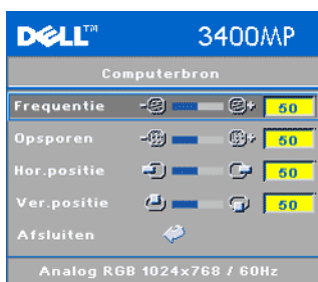 DELL™ 3400MP
Computerbron
Frequentie 50
Opsporen 50
Hor.positie 50
Ver.positie 50
Afsluiten
Analog RGB 1024x768 / 60Hz